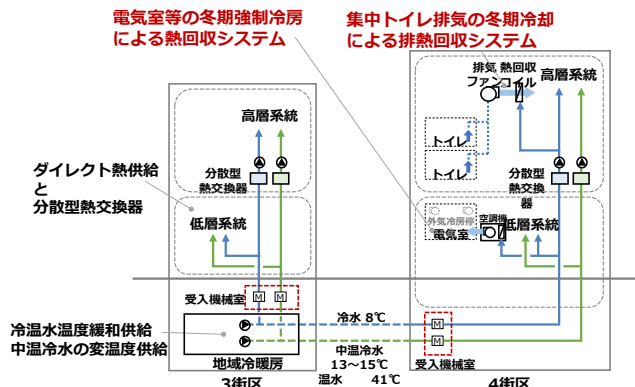 電気室等の冬期強制冷房
による熱回収システム
集中トイレ排気の冬期冷却
による排熱回収システム
高層系統
分散型
熱交換器
低層系統
ダイレクト熱供給
と
分散型熱交換器
排気 熱回収
ファンコイル
高層系統
トイレ
トイレ
分散型
熱交換
器
外気冷房停
電気室
空調機
低層系統
受入機械室
M
M
冷温水温度緩和供給
中温冷水の変温度供給
地域冷暖房
冷水 8℃
中温冷水
13～15℃
温水 41℃
M
M
受入機械室
3街区
4街区